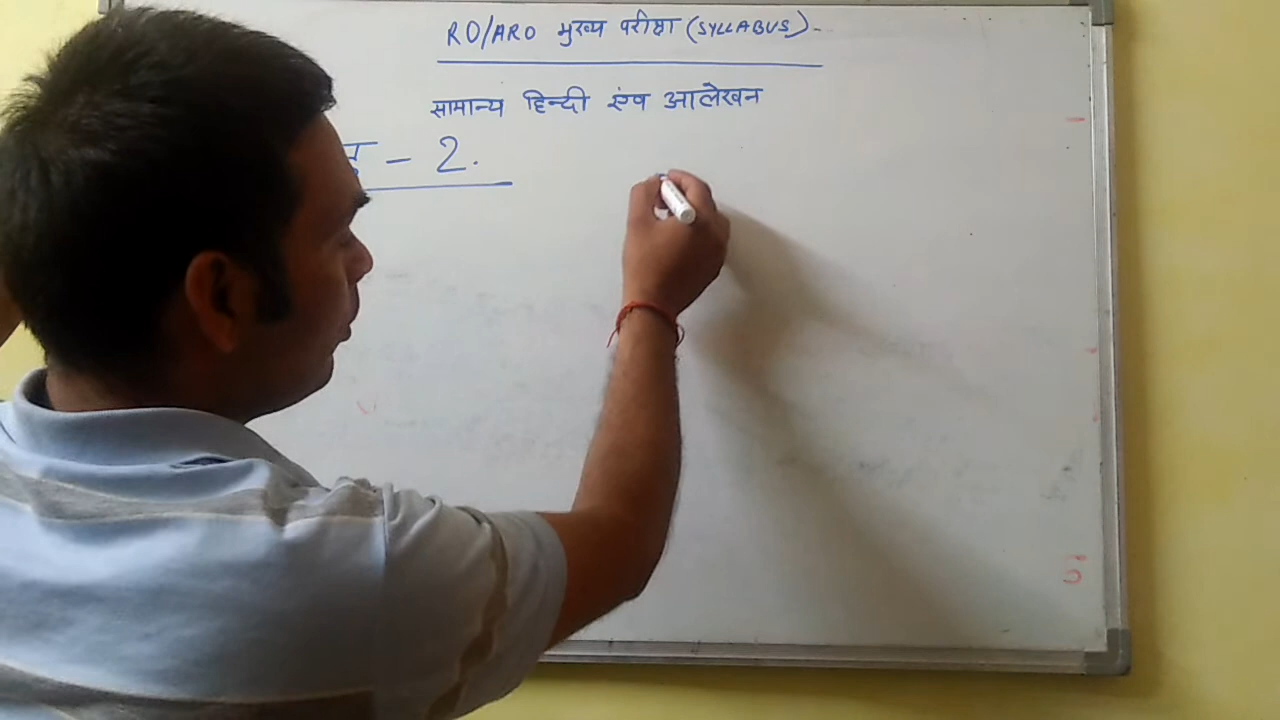 RO/ARO मुख्य परीक्षा (SYLLABUS)-
सामान्य हिन्दी एंव आलेखन
- 2.